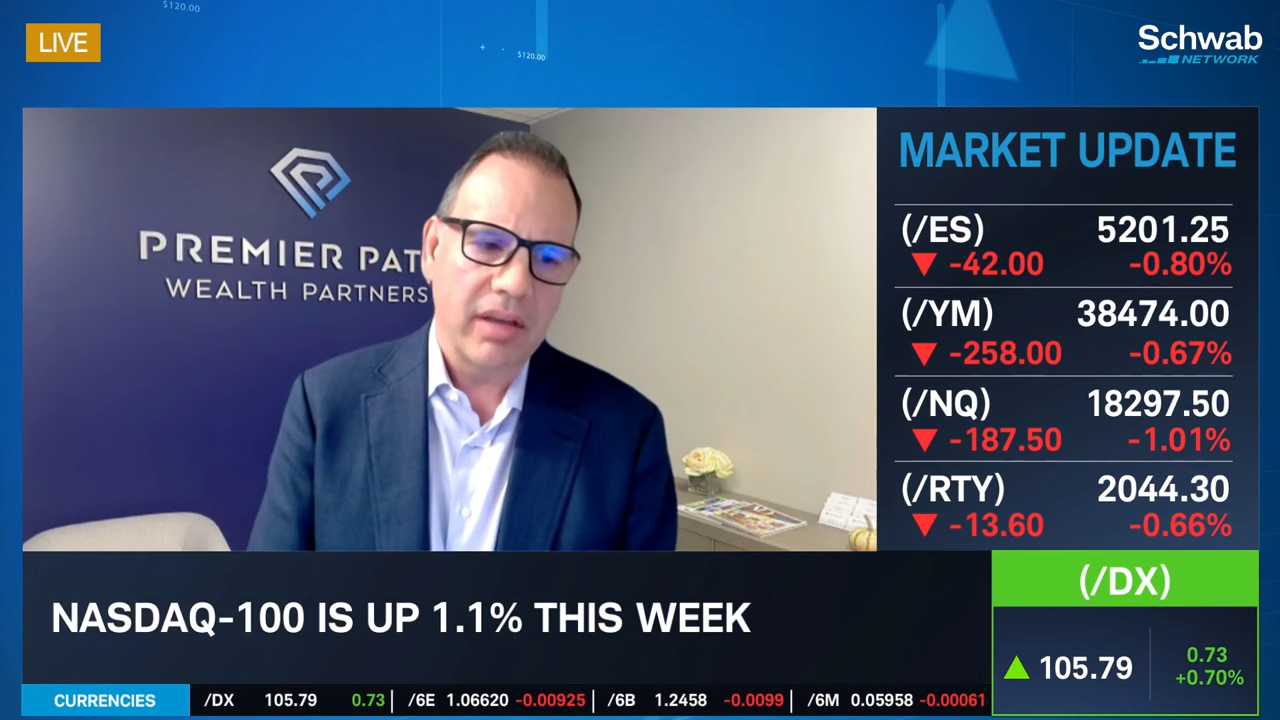 $120.00
$120.00
LIVE
Schwab
NETWORK
PREMIER PAT
WEALTH PARTNERS
MARKET UPDATE
(/ES) 5201.25
▼ -42.00 -0.80%
(/YM) 38474.00
▼ -258.00 -0.67%
(/NQ) 18297.50
▼ -187.50 -1.01%
(/RTY) 2044.30
▼ -13.60 -0.66%
NASDAQ-100 IS UP 1.1% THIS WEEK
(/DX)
▲ 105.79 0.73
+0.70%
CURRENCIES /DX 105.79 0.73 /6E 1.06620 -0.00925 /6B 1.2458 -0.0099 /6M 0.05958 -0.00061